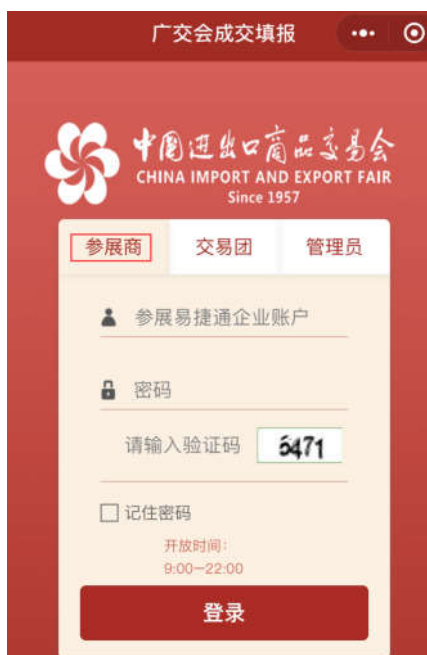 广交会成交填报
中国进出口商品交易会
CHINA IMPORT AND EXPORT FAIR
Since 1957
参展商 交易团 管理员
参展易捷通企业账户
密码
请输入验证码 5471
记住密码
开放时间:
9:00—22:00
登录